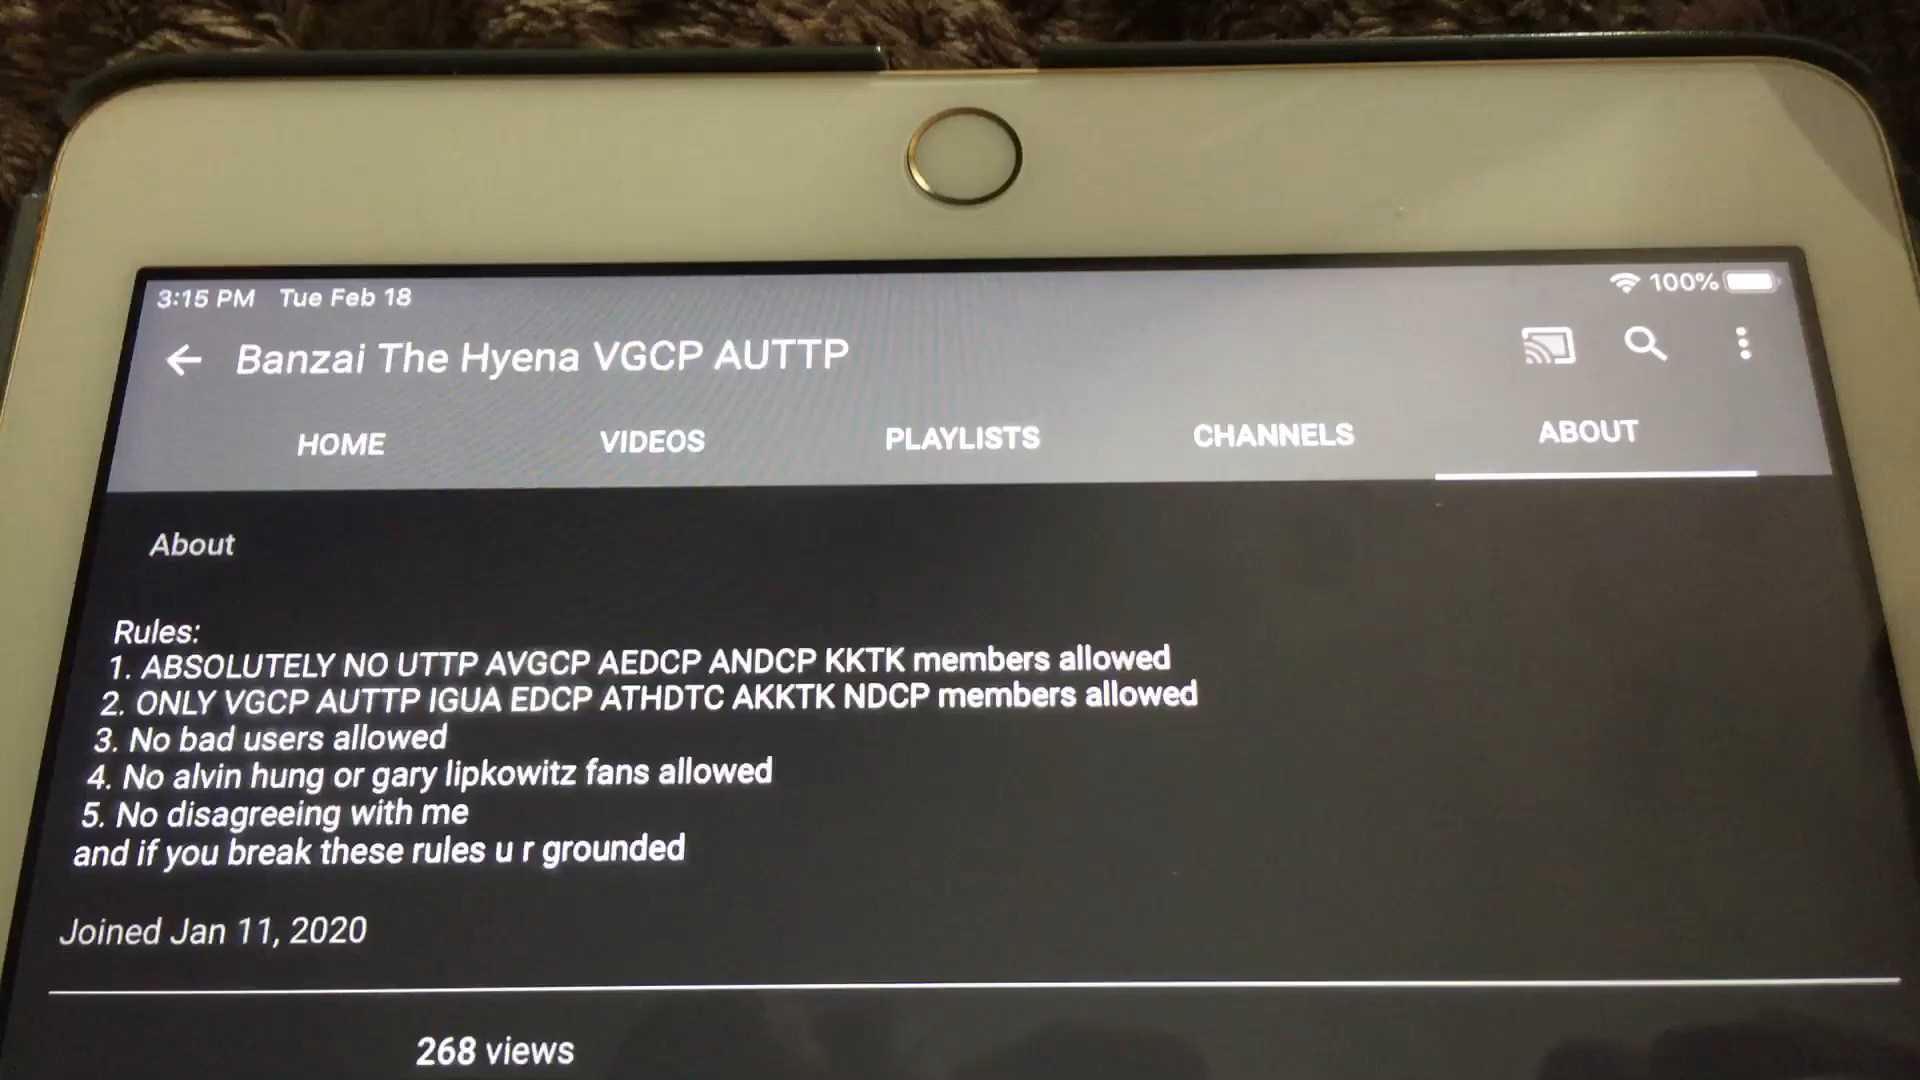 3:15 PM Tue Feb 18 100%
Banzai The Hyena VGCP AUTTP
HOME VIDEOS PLAYLISTS CHANNELS ABOUT
About
Rules:
1. ABSOLUTELY NO UTTP AVGCP AEDCP ANDCP KKTK members allowed
2. ONLY VGCP AUTTP IGUA EDCP ATHDTC AKKTK NDCP members allowed
3. No bad users allowed
4. No alvin hung or gary lipkowitz fans allowed
5. No disagreeing with me
and if you break these rules u r grounded
Joined Jan 11, 2020
268 views